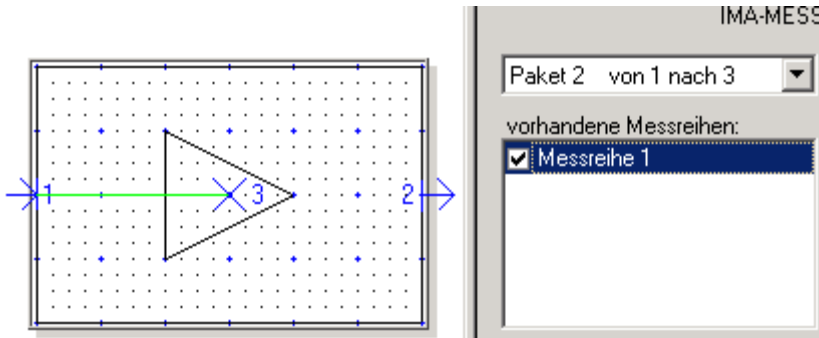 IMA-MESS
Paket 2 von 1 nach 3
vorhandene Messreihen:
Messreihe 1
1
3
2